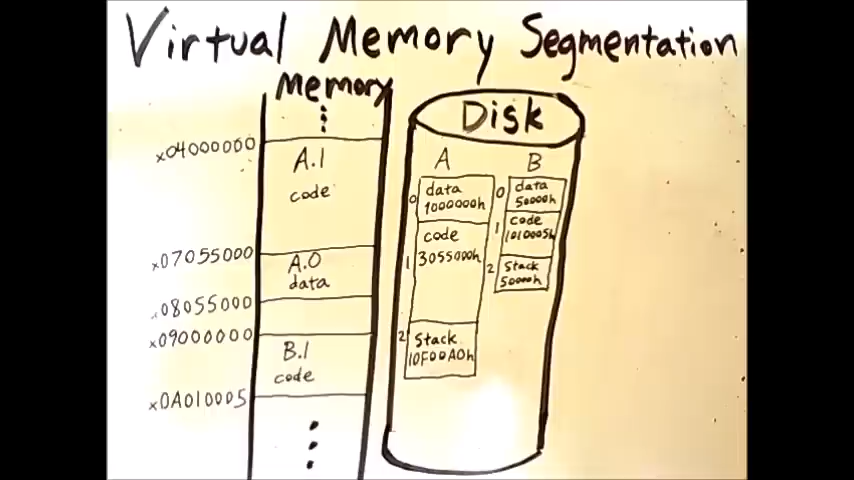 Virtual Memory Segmentation
Memory
Disk
x04000000
A.1
code
x07055000
A.0
data
x08055000
x09000000
B.1
code
x0A010005
A
B
0
data
1000000h
1
code
3055000h
2
Stack
10F00A0h
0
data
50000h
1
code
1010005h
2
Stack
50000h